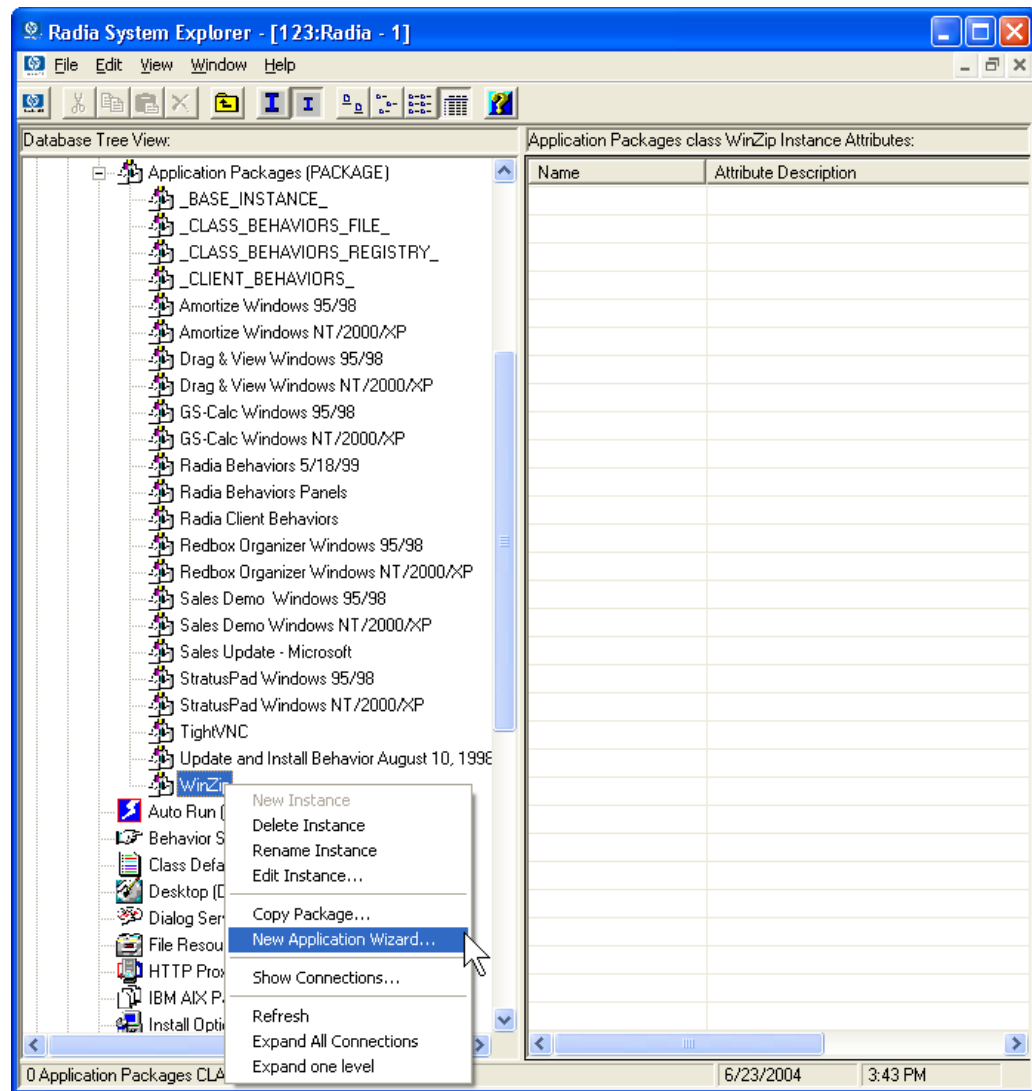 Radia System Explorer - [123:Radia - 1]
File Edit View Window Help
Database Tree View:
Application Packages class WinZip Instance Attributes:
Name Attribute Description
Application Packages (PACKAGE)
_BASE_INSTANCE_
_CLASS_BEHAVIORS_FILE_
_CLASS_BEHAVIORS_REGISTRY_
_CLIENT_BEHAVIORS_
Amortize Windows 95/98
Amortize Windows NT/2000/XP
Drag & View Windows 95/98
Drag & View Windows NT/2000/XP
GS-Calc Windows 95/98
GS-Calc Windows NT/2000/XP
Radia Behaviors 5/18/99
Radia Behaviors Panels
Radia Client Behaviors
Redbox Organizer Windows 95/98
Redbox Organizer Windows NT/2000/XP
Sales Demo  Windows 95/98
Sales Demo Windows NT/2000/XP
Sales Update - Microsoft
StratusPad Windows 95/98
StratusPad Windows NT/2000/XP
TightVNC
Update and Install Behavior August 10, 1998
WinZip
Auto Run (
Behavior S
Class Defa
Desktop (D
Dialog Ser
File Resou
HTTP Prox
IBM AIX P
Install Opti
New Instance
Delete Instance
Rename Instance
Edit Instance...
Copy Package...
New Application Wizard...
Show Connections...
Refresh
Expand All Connections
Expand one level
0 Application Packages CLA
6/23/2004 3:43 PM